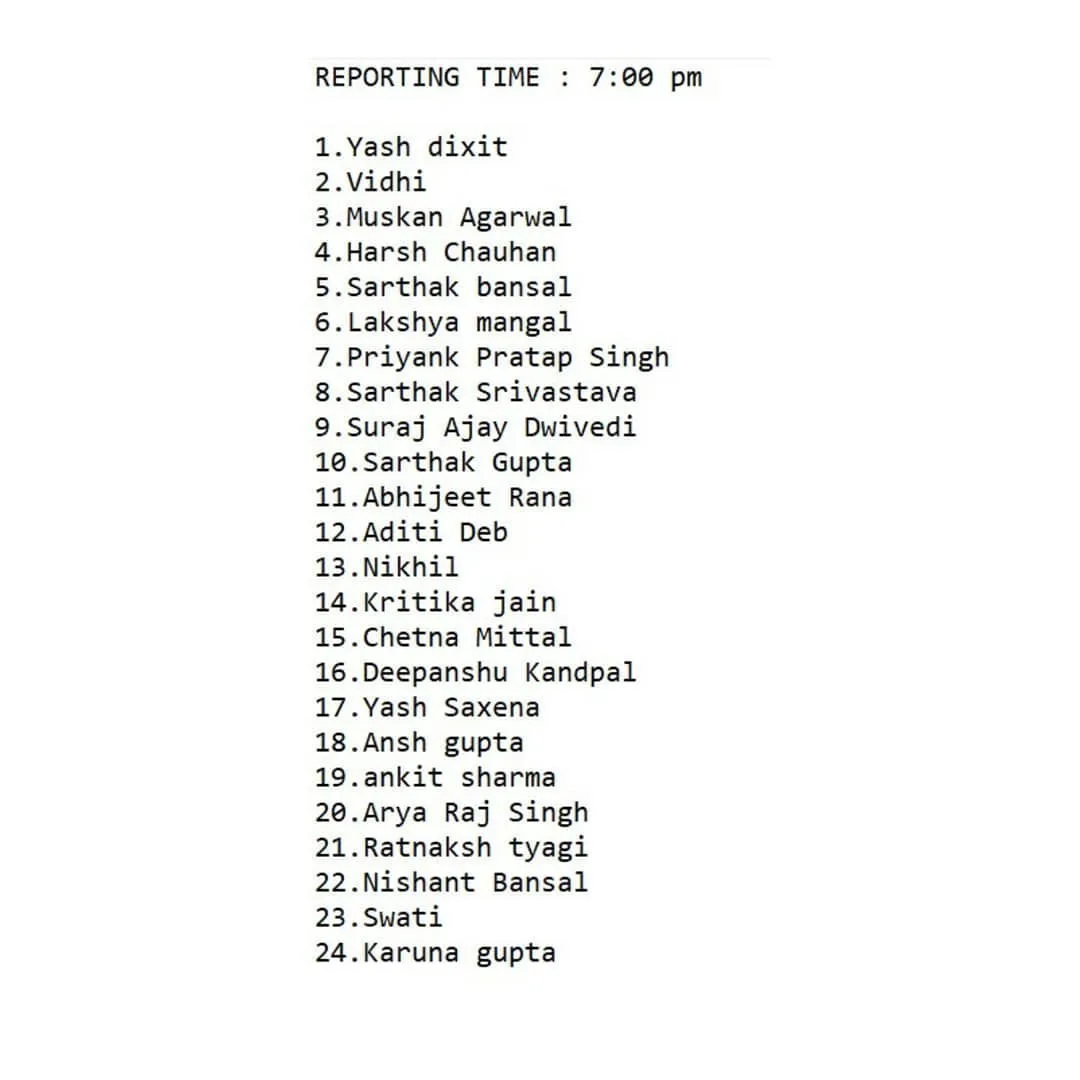 REPORTING TIME : 7:00 pm
1.Yash dixit
2.Vidhi
3.Muskan Agarwal
4.Harsh Chauhan
5.Sarthak bansal
6.Lakshya mangal
7.Priyank Pratap Singh
8.Sarthak Srivastava
9.Suraj Ajay Dwivedi
10.Sarthak Gupta
11.Abhijeet Rana
12.Aditi Deb
13.Nikhil
14.Kritika jain
15.Chetna Mittal
16.Deepanshu Kandpal
17.Yash Saxena
18.Ansh gupta
19.ankit sharma
20.Arya Raj Singh
21.Ratnaksh tyagi
22.Nishant Bansal
23.Swati
24.Karuna gupta